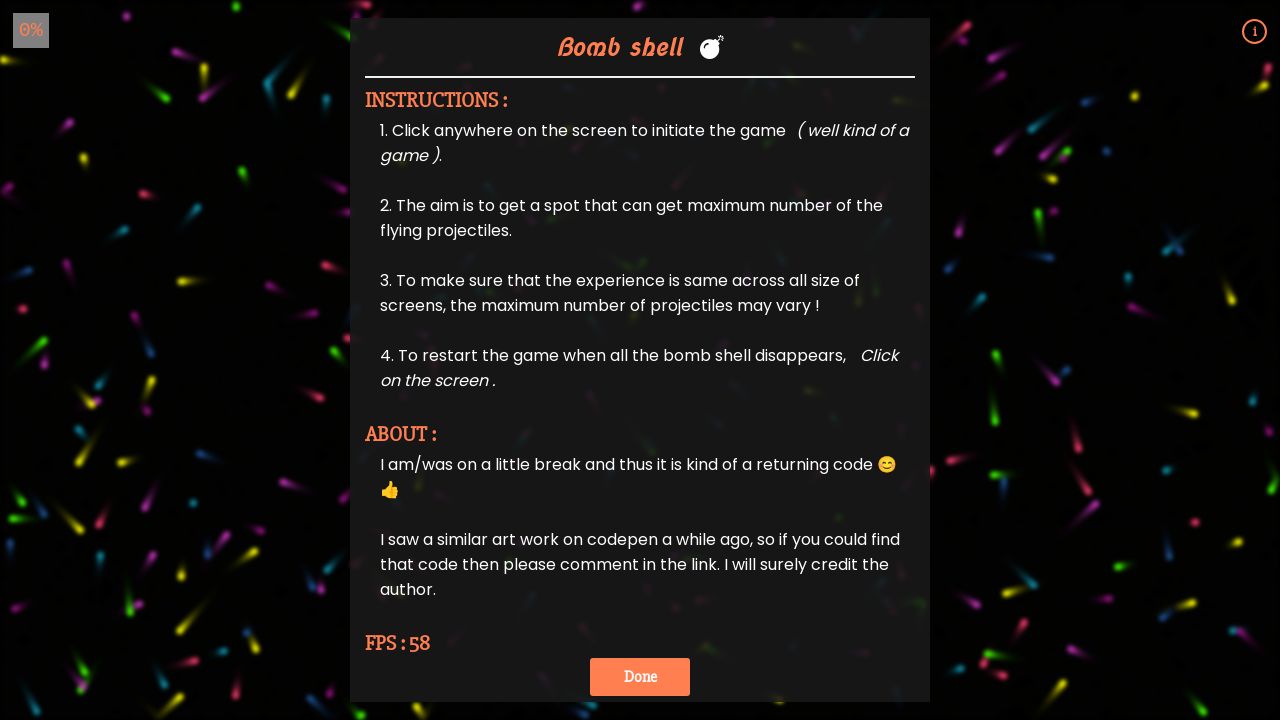 0%
i
Bomb shell 💣
INSTRUCTIONS :
1. Click anywhere on the screen to initiate the game ( well kind of a
game ).
2. The aim is to get a spot that can get maximum number of the
flying projectiles.
3. To make sure that the experience is same across all size of
screens, the maximum number of projectiles may vary !
4. To restart the game when all the bomb shell disappears, Click
on the screen .
ABOUT :
I am/was on a little break and thus it is kind of a returning code 😊
👍
I saw a similar art work on codepen a while ago, so if you could find
that code then please comment in the link. I will surely credit the
author.
FPS : 58
Done